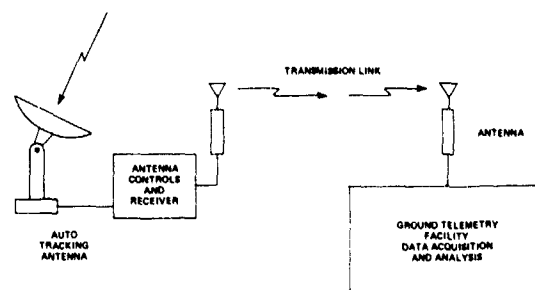 TRANSMISSION LINK
ANTENNA
ANTENNA
CONTROLS
AND
RECEIVER
AUTO
TRACKING
ANTENNA
GROUND TELEMETRY
FACILITY
DATA ACQUISITION
AND ANALYSIS